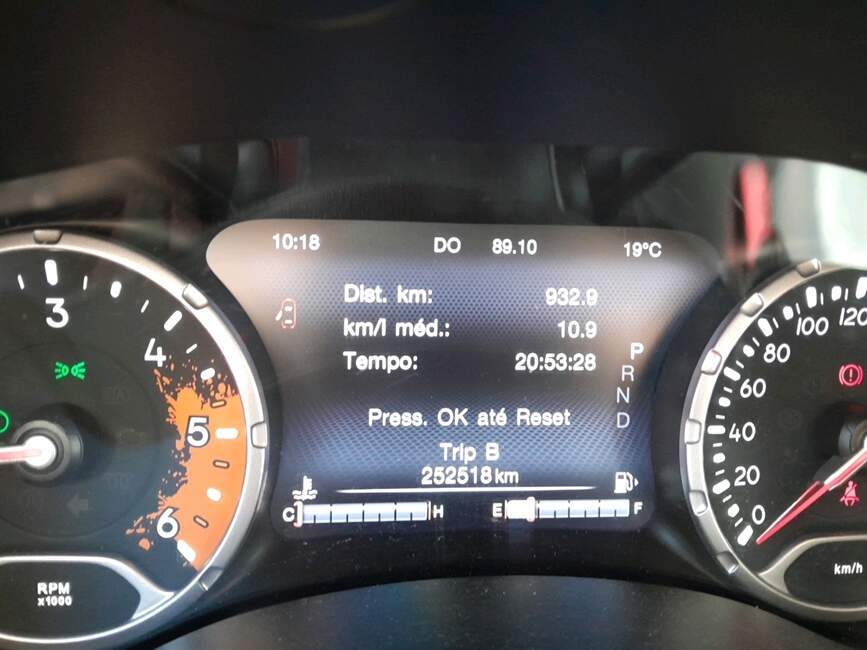 10:18 DO 89.10 19°C
Dist. km: 932.9
km/l méd.: 10.9
Tempo: 20:53:28
P
R
N
D
Press. OK até Reset
Trip B
252518 km
C H E F
3
4
5
6
RPM
x1000
0
20
40
60
80
100
120
km/h